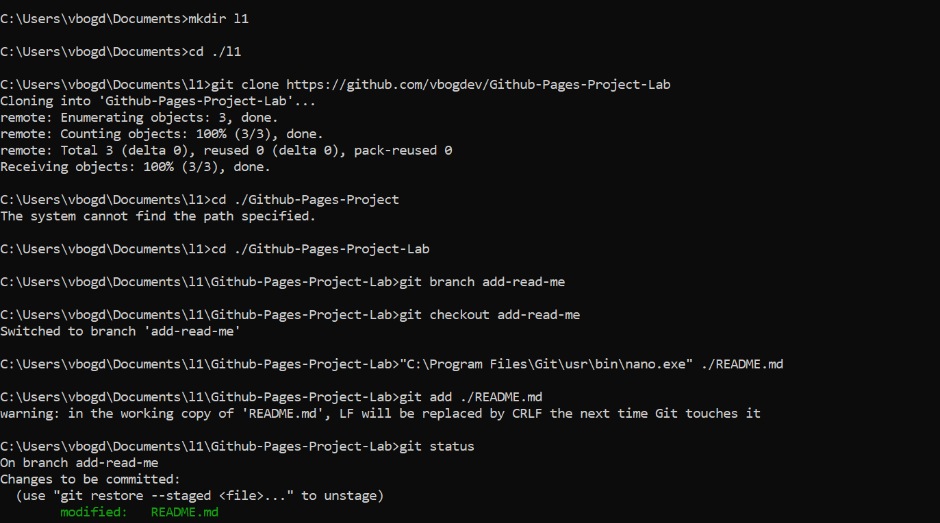 C:\Users\vbogd\Documents>mkdir l1
C:\Users\vbogd\Documents>cd ./l1
C:\Users\vbogd\Documents\l1>git clone https://github.com/vbogdev/Github-Pages-Project-Lab
Cloning into 'Github-Pages-Project-Lab'...
remote: Enumerating objects: 3, done.
remote: Counting objects: 100% (3/3), done.
remote: Total 3 (delta 0), reused 0 (delta 0), pack-reused 0
Receiving objects: 100% (3/3), done.
C:\Users\vbogd\Documents\l1>cd ./Github-Pages-Project
The system cannot find the path specified.
C:\Users\vbogd\Documents\l1>cd ./Github-Pages-Project-Lab
C:\Users\vbogd\Documents\l1\Github-Pages-Project-Lab>git branch add-read-me
C:\Users\vbogd\Documents\l1\Github-Pages-Project-Lab>git checkout add-read-me
Switched to branch 'add-read-me'
C:\Users\vbogd\Documents\l1\Github-Pages-Project-Lab>"C:\Program Files\Git\usr\bin\nano.exe" ./README.md
C:\Users\vbogd\Documents\l1\Github-Pages-Project-Lab>git add ./README.md
warning: in the working copy of 'README.md', LF will be replaced by CRLF the next time Git touches it
C:\Users\vbogd\Documents\l1\Github-Pages-Project-Lab>git status
On branch add-read-me
Changes to be committed:
  (use "git restore --staged <file>..." to unstage)
        modified:   README.md